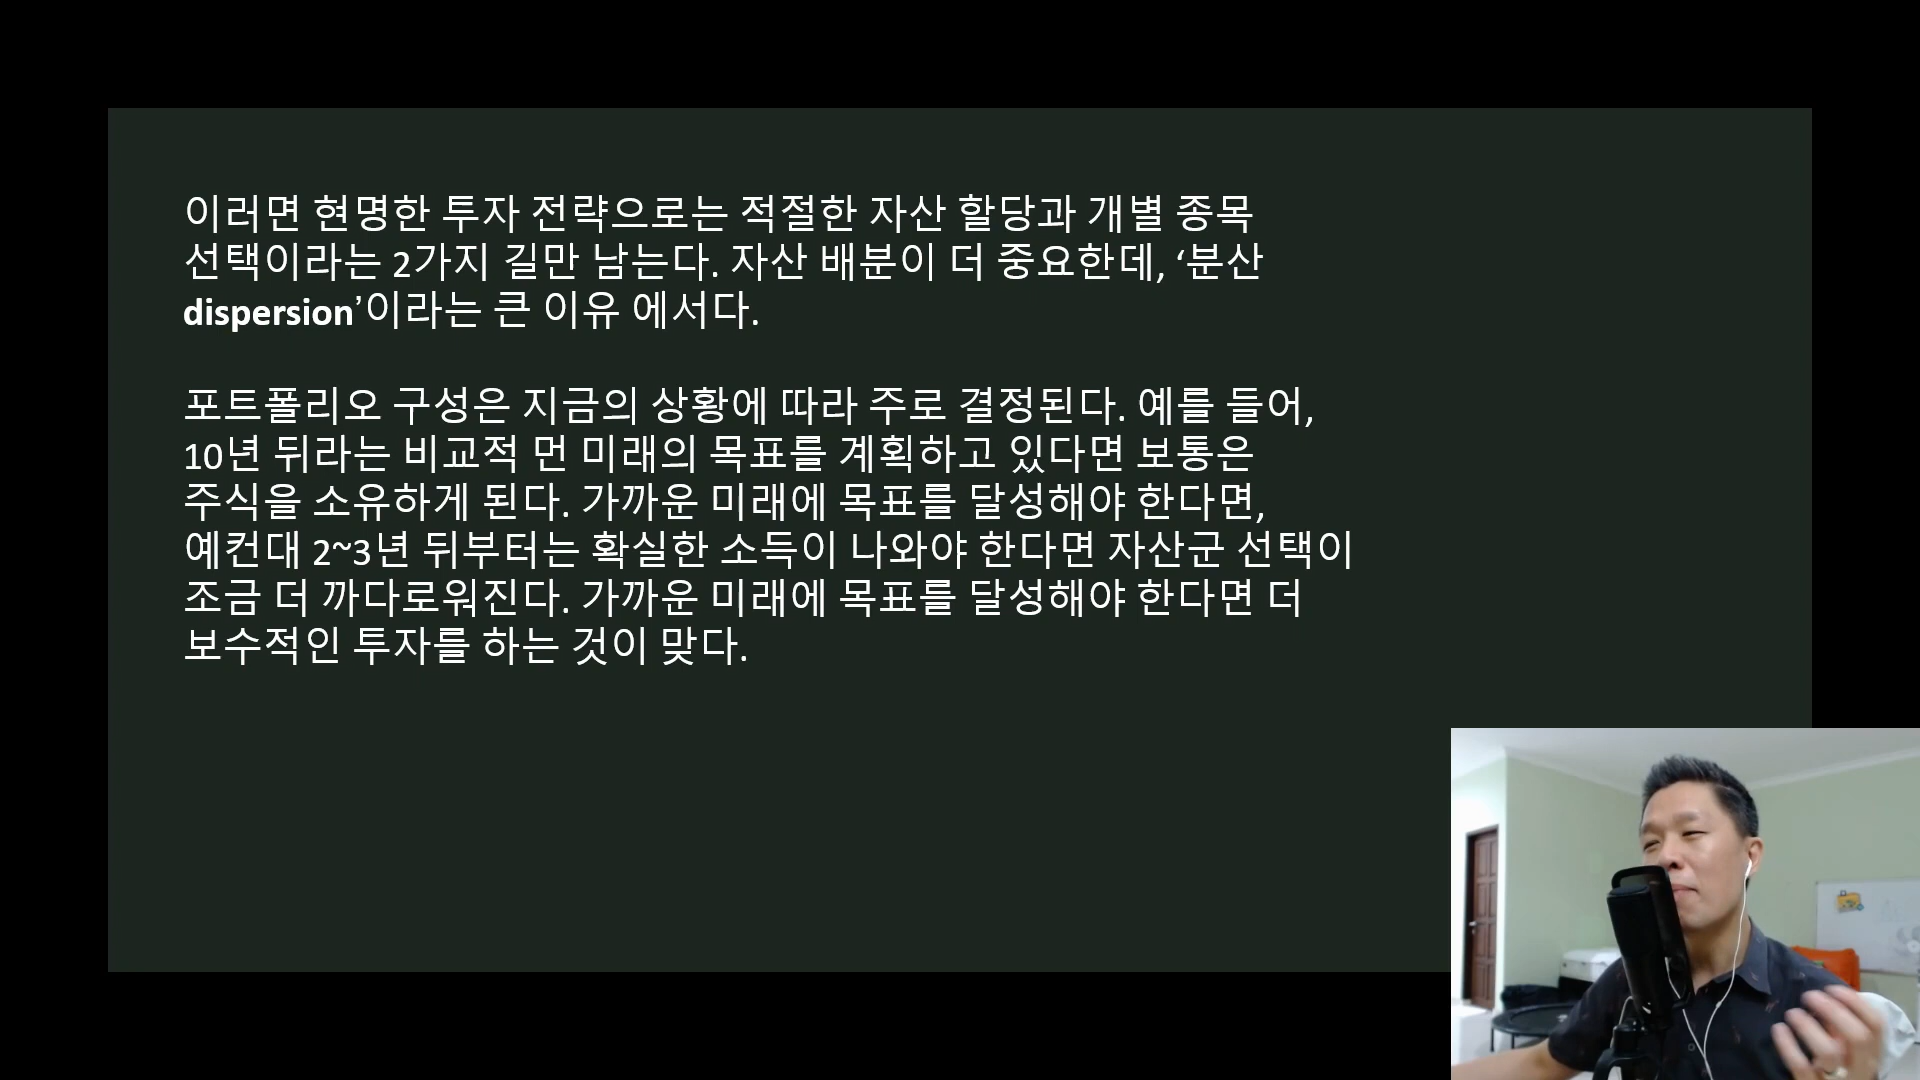 이러면 현명한 투자 전략으로는 적절한 자산 할당과 개별 종목
선택이라는 2가지 길만 남는다. 자산 배분이 더 중요한데, ‘분산
dispersion’이라는 큰 이유 에서다.
포트폴리오 구성은 지금의 상황에 따라 주로 결정된다. 예를 들어,
10년 뒤라는 비교적 먼 미래의 목표를 계획하고 있다면 보통은
주식을 소유하게 된다. 가까운 미래에 목표를 달성해야 한다면,
예컨대 2~3년 뒤부터는 확실한 소득이 나와야 한다면 자산군 선택이
조금 더 까다로워진다. 가까운 미래에 목표를 달성해야 한다면 더
보수적인 투자를 하는 것이 맞다.